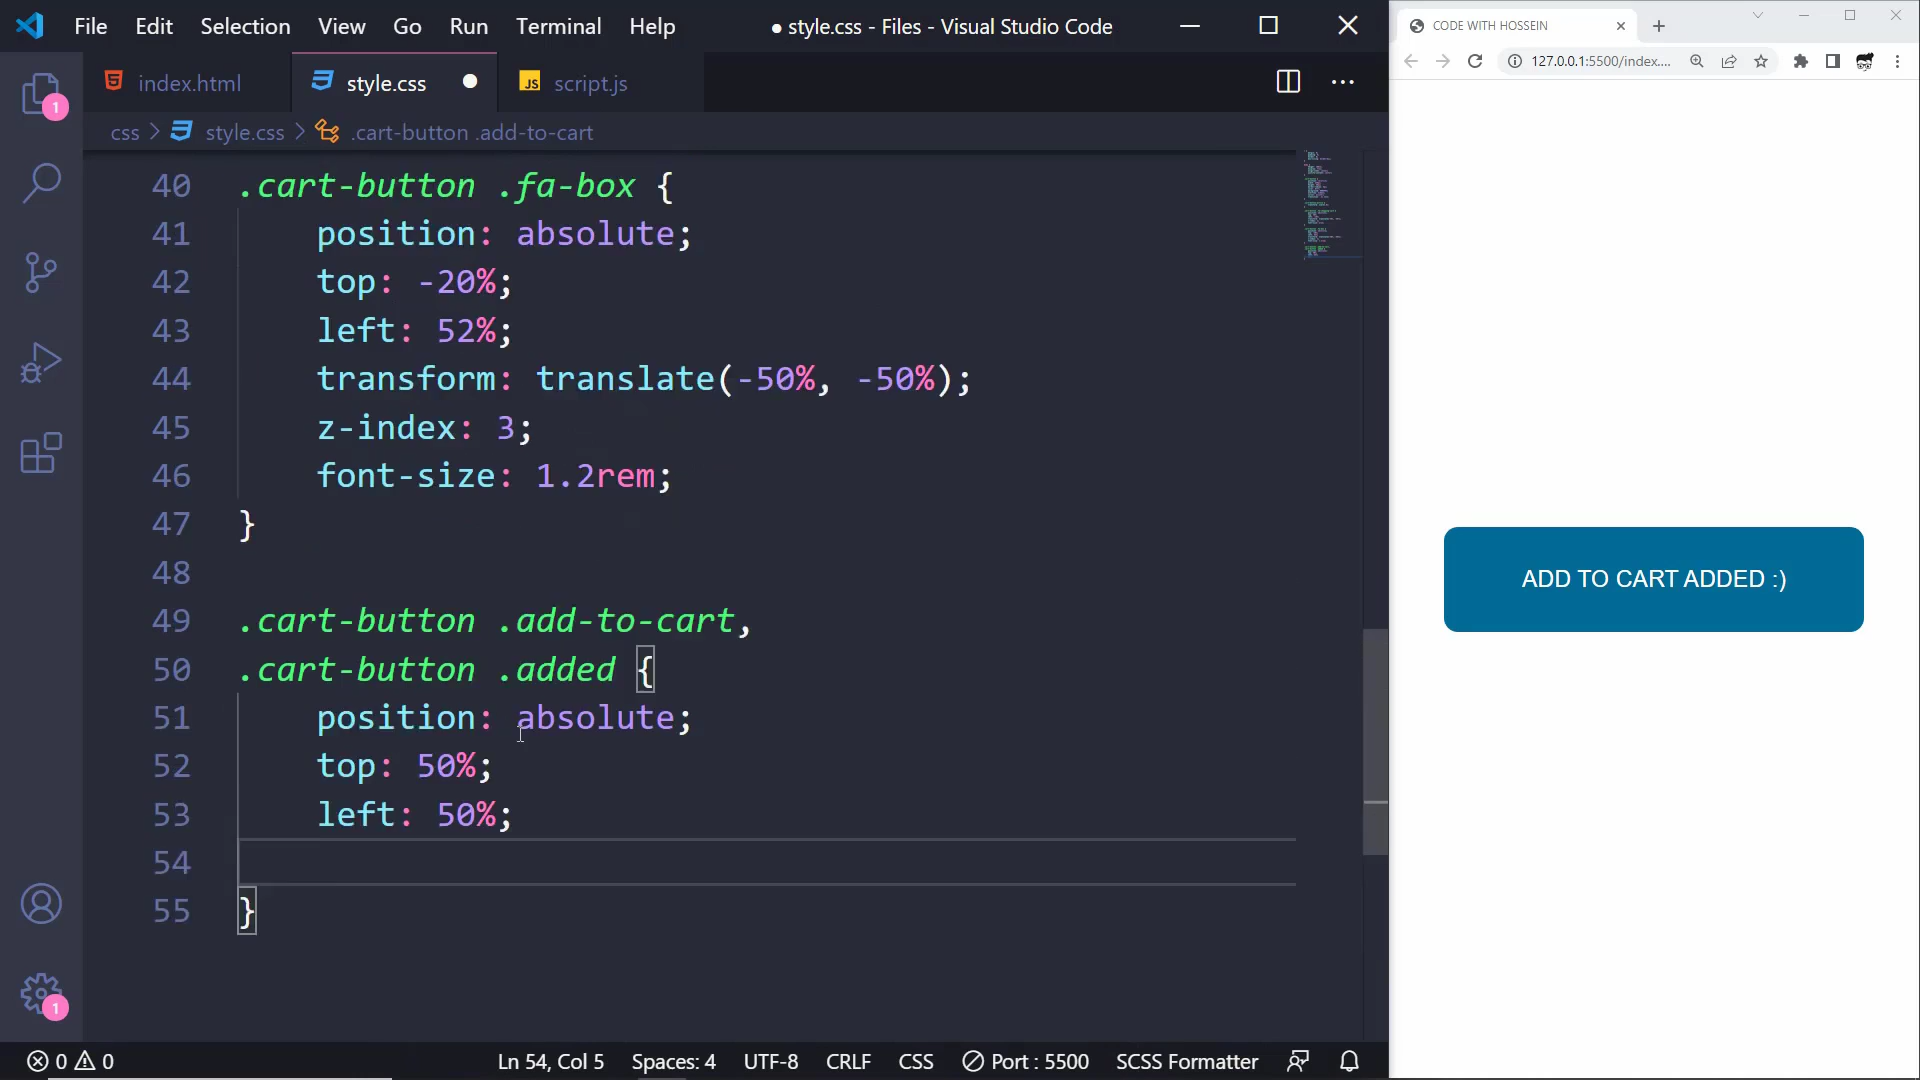 File Edit Selection View Go Run Terminal Help ● style.css - Files - Visual Studio Code
CODE WITH HOSSEIN
127.0.0.1:5500/index....
index.html style.css JS script.js
css > style.css > .cart-button .add-to-cart
40 .cart-button .fa-box {
41 position: absolute;
42 top: -20%;
43 left: 52%;
44 transform: translate(-50%, -50%);
45 z-index: 3;
46 font-size: 1.2rem;
47 }
48
49 .cart-button .add-to-cart,
50 .cart-button .added {
51 position: absolute;
52 top: 50%;
53 left: 50%;
54
55 }
1
1
ADD TO CART ADDED :)
0 0 Ln 54, Col 5 Spaces: 4 UTF-8 CRLF CSS Port : 5500 SCSS Formatter